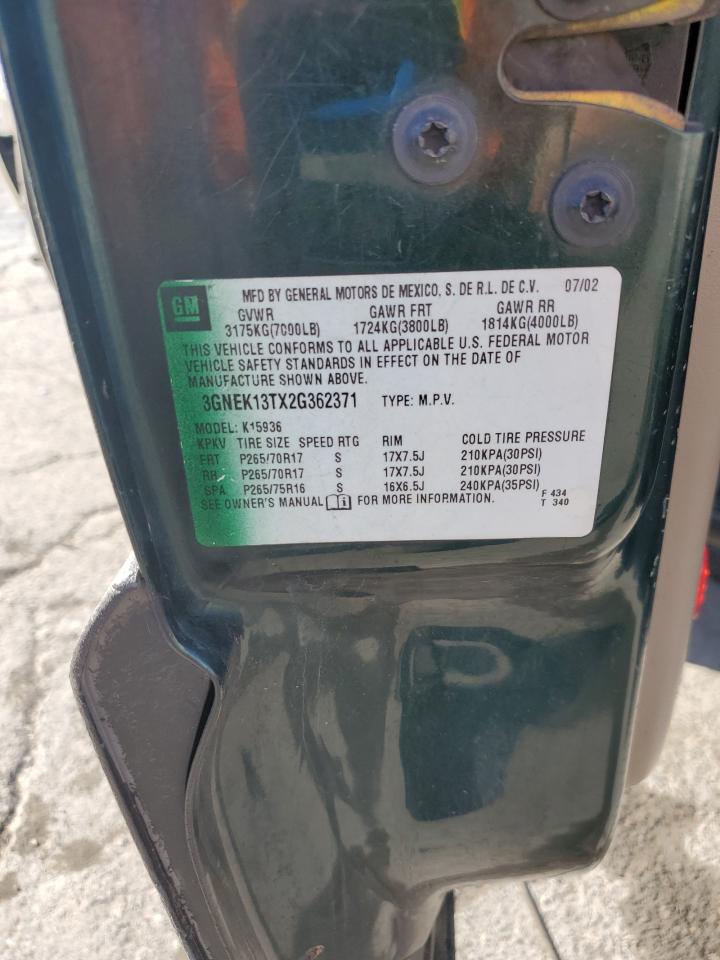 GM
MFD BY GENERAL MOTORS DE MEXICO, S. DE R.L. DE C.V. 07/02
GVWR GAWR FRT GAWR RR
3175KG(7000LB) 1724KG(3800LB) 1814KG(4000LB)
THIS VEHICLE CONFORMS TO ALL APPLICABLE U.S. FEDERAL MOTOR
VEHICLE SAFETY STANDARDS IN EFFECT ON THE DATE OF
MANUFACTURE SHOWN ABOVE.
3GNEK13TX2G362371 TYPE: M.P.V.
MODEL: K15936
KPKV TIRE SIZE SPEED RTG RIM COLD TIRE PRESSURE
FRT P265/70R17 S 17X7.5J 210KPA(30PSI)
RR P265/70R17 S 17X7.5J 210KPA(30PSI)
SPA P265/75R16 S 16X6.5J 240KPA(35PSI)
SEE OWNER'S MANUAL i FOR MORE INFORMATION.
F 434
T 340